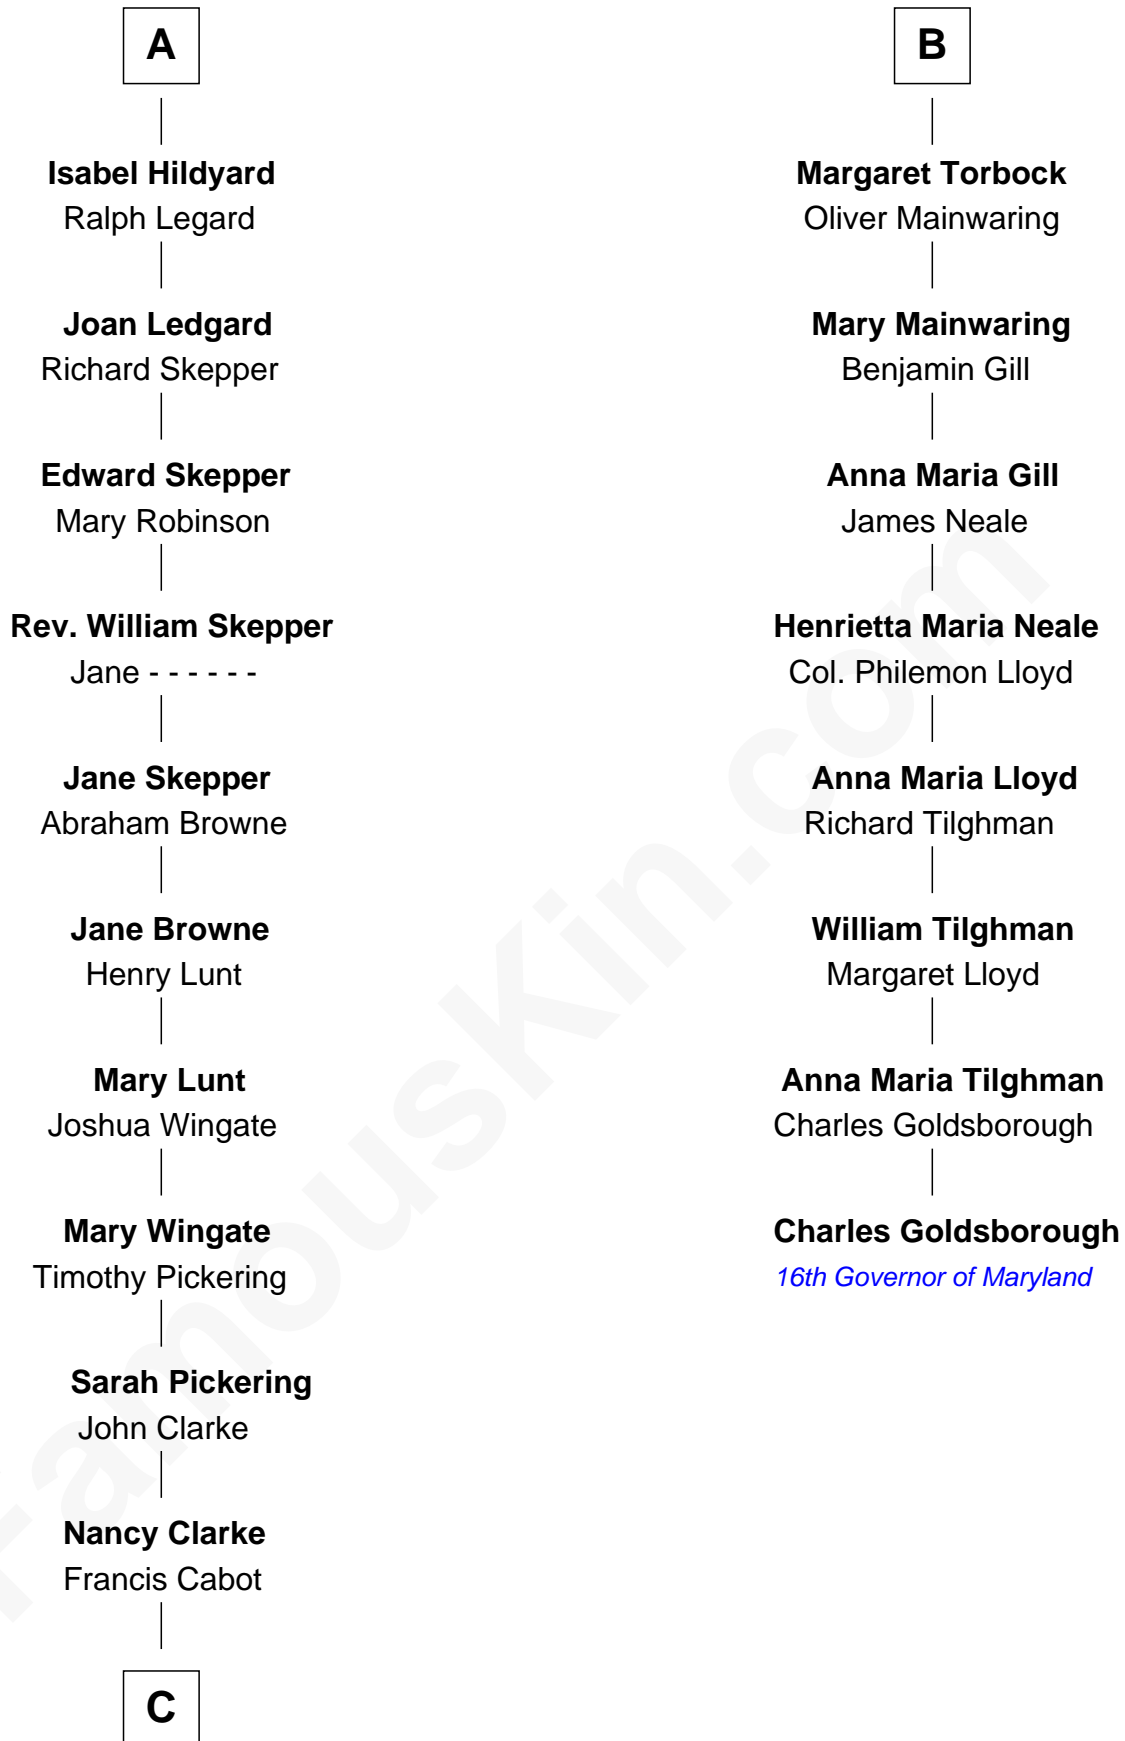 A
Isabel Hildyard
Ralph Legard
Joan Ledgard
Richard Skepper
Edward Skepper
Mary Robinson
Rev. William Skepper
Jane - - - - - -
Jane Skepper
Abraham Browne
Jane Browne
Henry Lunt
Mary Lunt
Joshua Wingate
Mary Wingate
Timothy Pickering
Sarah Pickering
John Clarke
Nancy Clarke
Francis Cabot
C
B
Margaret Torbock
Oliver Mainwaring
Mary Mainwaring
Benjamin Gill
Anna Maria Gill
James Neale
Henrietta Maria Neale
Col. Philemon Lloyd
Anna Maria Lloyd
Richard Tilghman
William Tilghman
Margaret Lloyd
Anna Maria Tilghman
Charles Goldsborough
Charles Goldsborough
16th Governor of Maryland
FamousKin.com